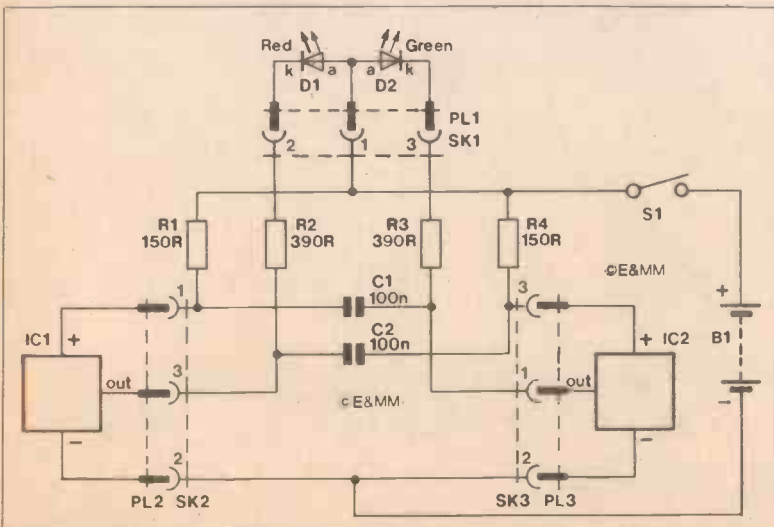 Red Green
k a a k
D1 D2
PL1
SK1
2 1 3
S1
R1
150R
R2
390R
R3
390R
R4
150R
©E&MM
C1
100n
C2
100n
1 3
+
B1
-
IC1
+
out
-
3
2
1
out
2
IC2
+
-
c E&MM
PL2 SK2
SK3 PL3